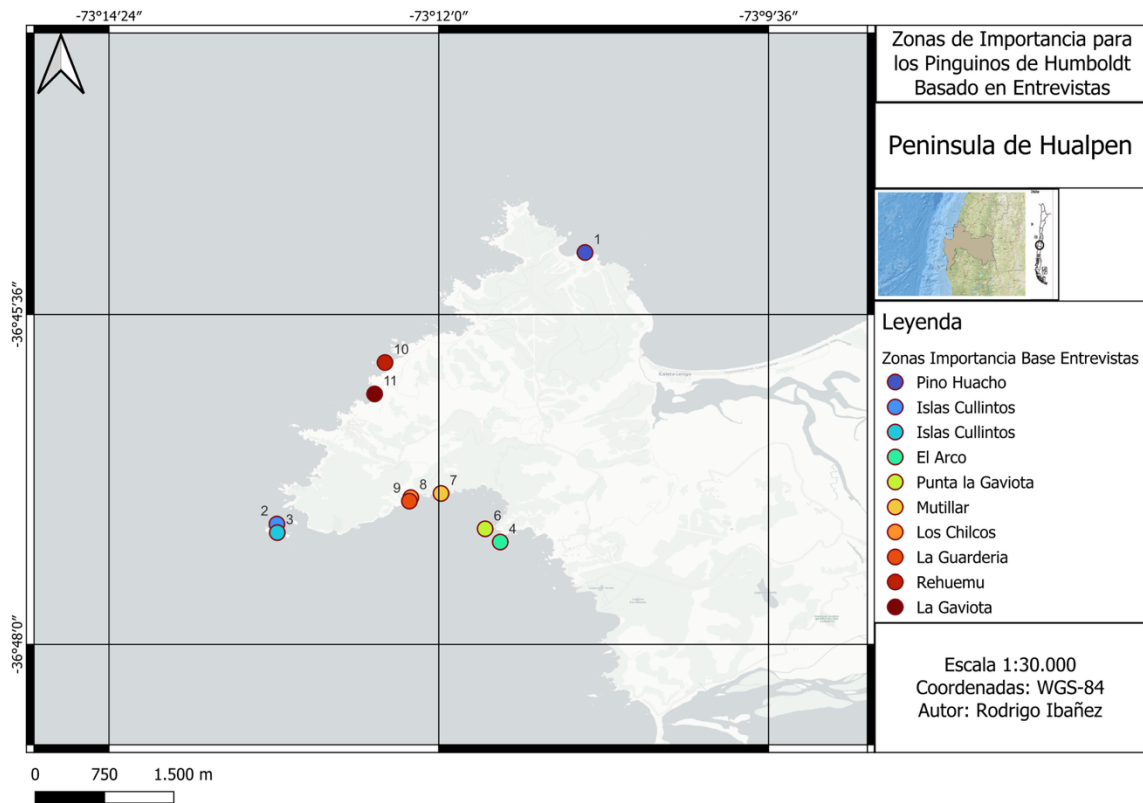 -73°14′24″
-73°12′0″
-73°9′36″
Zonas de Importancia para
los Pinguinos de Humboldt
Basado en Entrevistas
Peninsula de Hualpen
-36°45′36″
-36°48′0″
1
10
11
9
8
7
2
3
6
4
Caleta Lenga
Leyenda
Zonas Importancia Base Entrevistas
Pino Huacho
Islas Cullintos
Islas Cullintos
El Arco
Punta la Gaviota
Mutillar
Los Chilcos
La Guarderia
Rehuemu
La Gaviota
Escala 1:30.000
Coordenadas: WGS-84
Autor: Rodrigo Ibañez
0 750 1.500 m